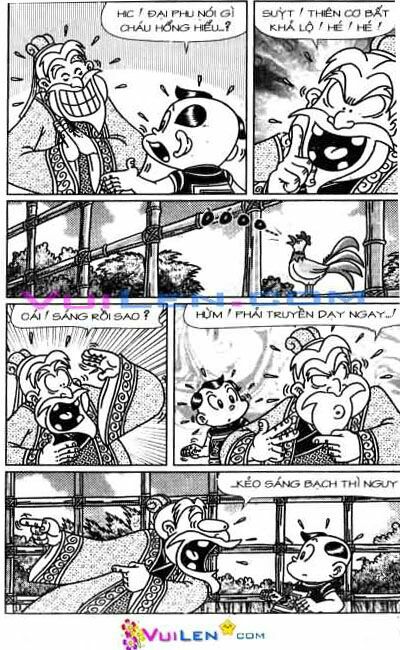 HIC! ĐẠI PHU NÓI GÌ
CHÁU HỔNG HIỂU..?
SUỴT! THIÊN CƠ BẤT
KHẢ LỘ! HÉ! HÉ!
O O O O
VUILEN.COM
CÁI! SÁNG RỒI SAO?
HỪM! PHẢI TRUYỀN DẠY NGAY...!
...KẺO SÁNG BẠCH THÌ NGUY
VUILEN.COM